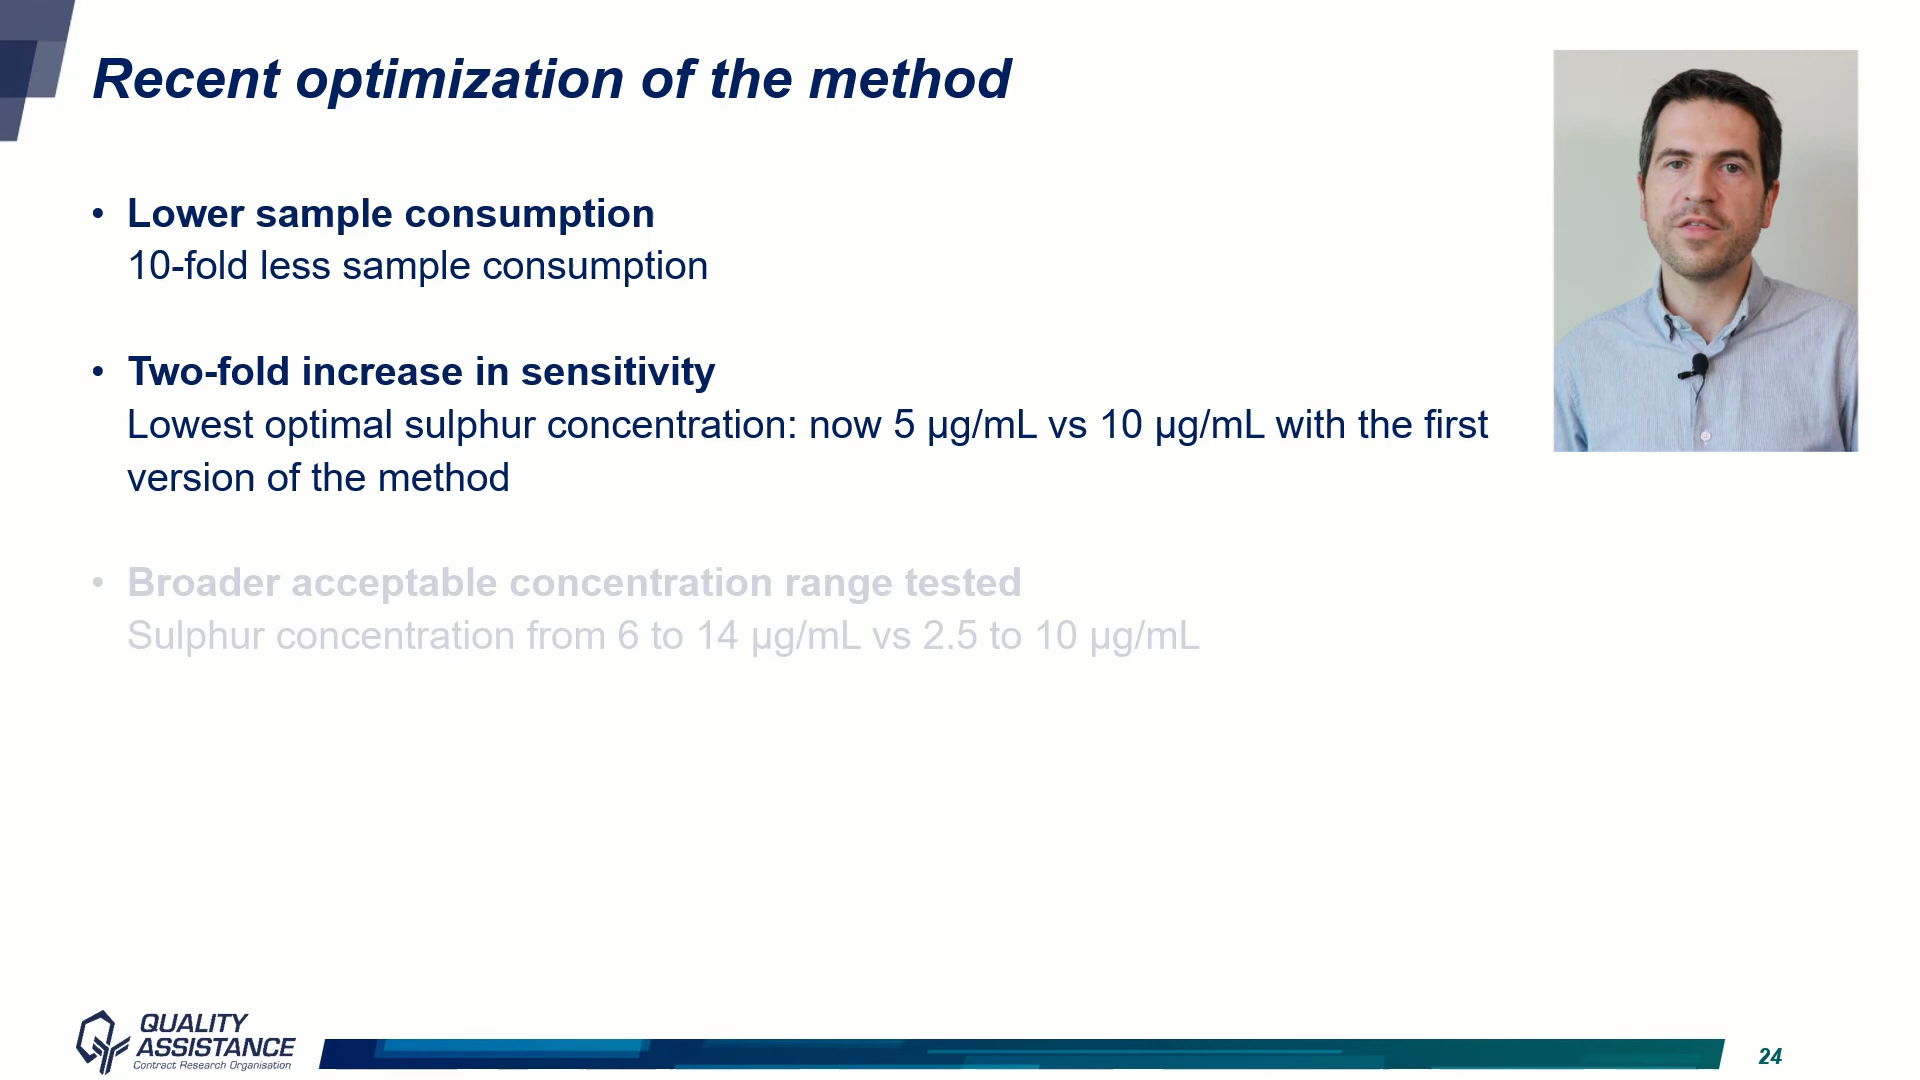 Recent optimization of the method
• Lower sample consumption
10-fold less sample consumption
• Two-fold increase in sensitivity
Lowest optimal sulphur concentration: now 5 µg/mL vs 10 µg/mL with the first
version of the method
• Broader acceptable concentration range tested
Sulphur concentration from 6 to 14 µg/mL vs 2.5 to 10 µg/mL
QUALITY
ASSISTANCE
Contract Research Organisation
24